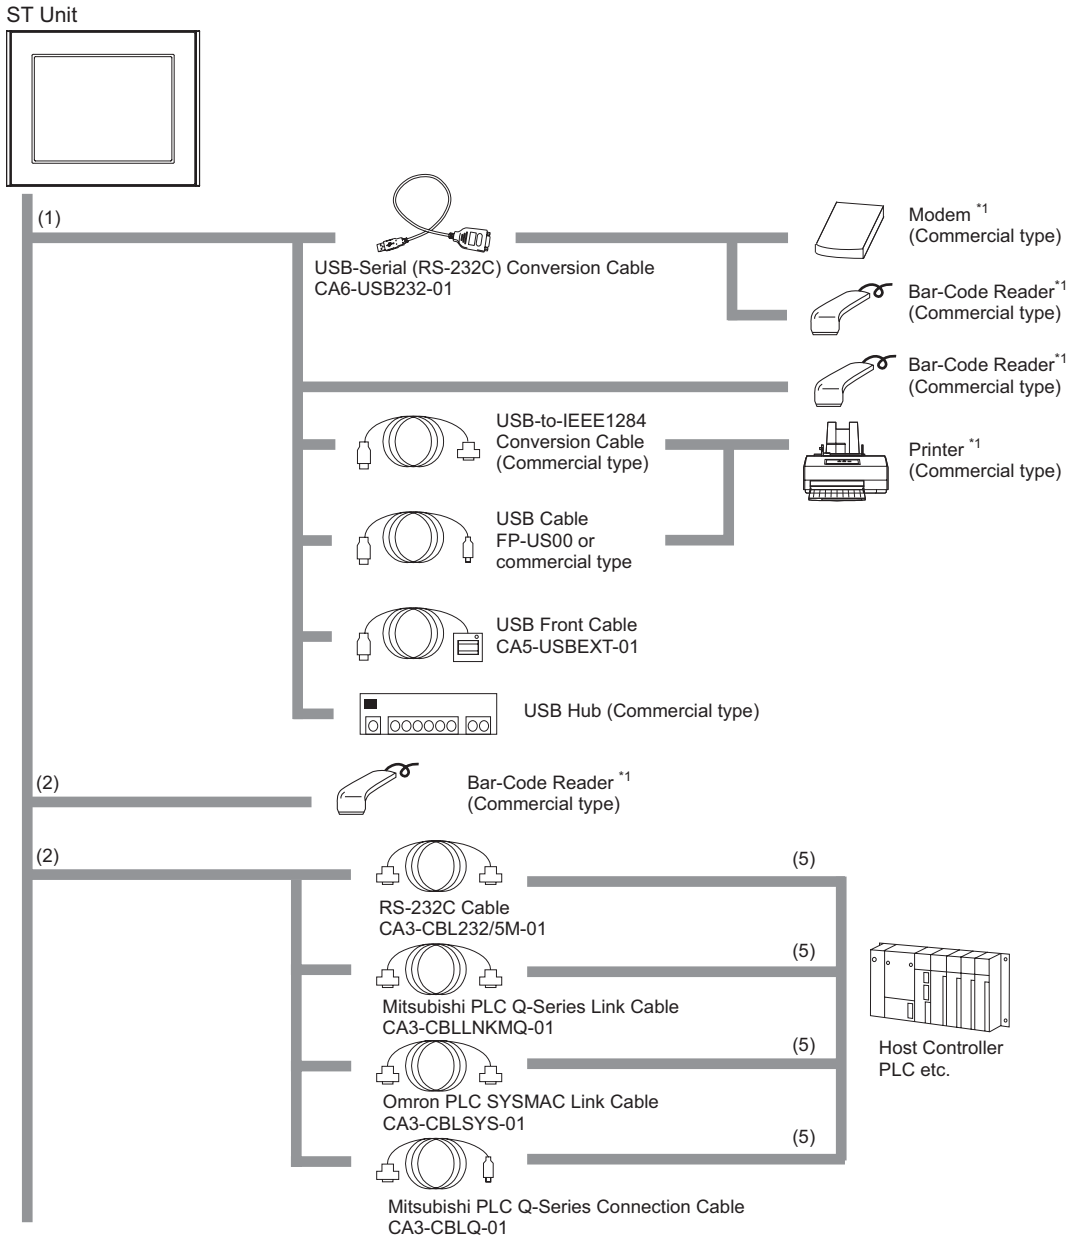 ST Unit
(1)
USB-Serial (RS-232C) Conversion Cable
CA6-USB232-01
Modem *1
(Commercial type)
Bar-Code Reader*1
(Commercial type)
Bar-Code Reader*1
(Commercial type)
USB-to-IEEE1284
Conversion Cable
(Commercial type)
Printer *1
(Commercial type)
USB Cable
FP-US00 or
commercial type
USB Front Cable
CA5-USBEXT-01
USB Hub (Commercial type)
(2)
Bar-Code Reader *1
(Commercial type)
(2)
(5)
RS-232C Cable
CA3-CBL232/5M-01
(5)
Mitsubishi PLC Q-Series Link Cable
CA3-CBLLNKMQ-01
(5)
Host Controller
PLC etc.
Omron PLC SYSMAC Link Cable
CA3-CBLSYS-01
(5)
Mitsubishi PLC Q-Series Connection Cable
CA3-CBLQ-01